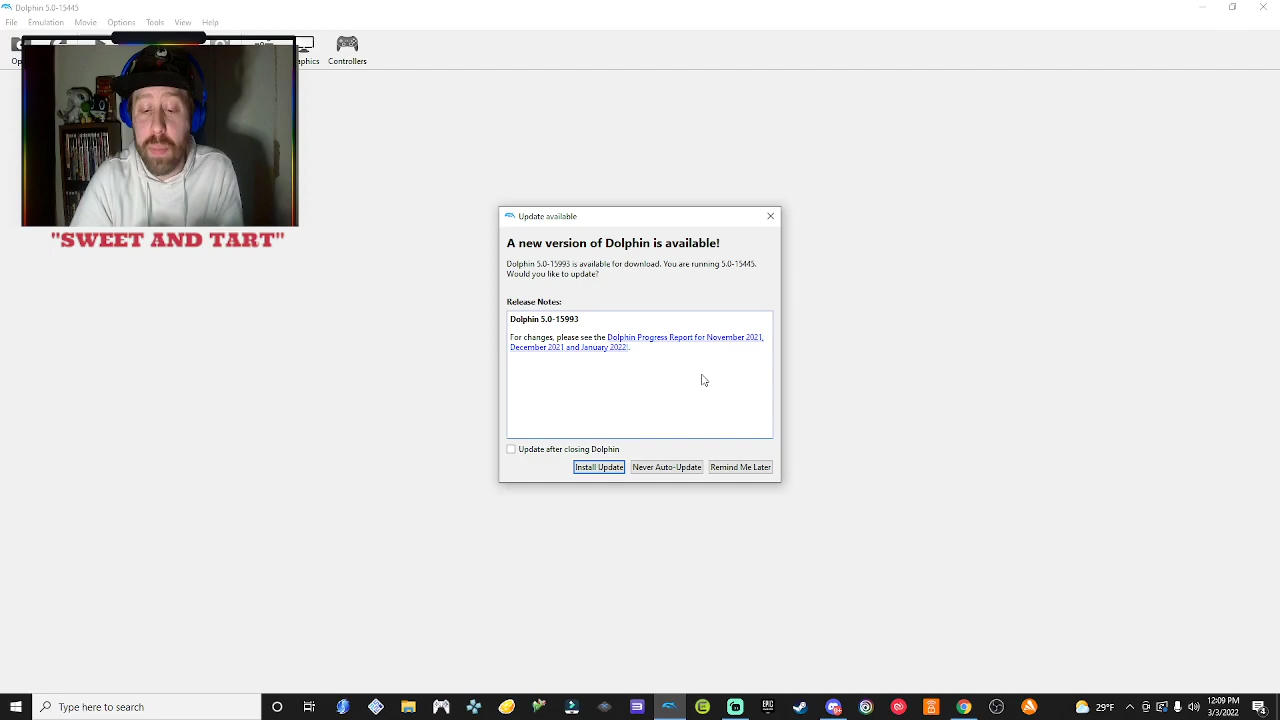 Dolphin 5.0-15445
File Emulation Movie Options Tools View Help
Controllers
"SWEET AND TART"
Update available
A new version of Dolphin is available!
Dolphin 5.0-15993 is available for download. You are running 5.0-15445.
Would you like to update?
Release Notes:
Dolphin 5.0-15993
For changes, please see the Dolphin Progress Report for November 2021,
December 2021 and January 2022!.
Update after closing Dolphin
Install Update Never Auto-Update Remind Me Later
Type here to search
29°F
12:09 PM
3/3/2022